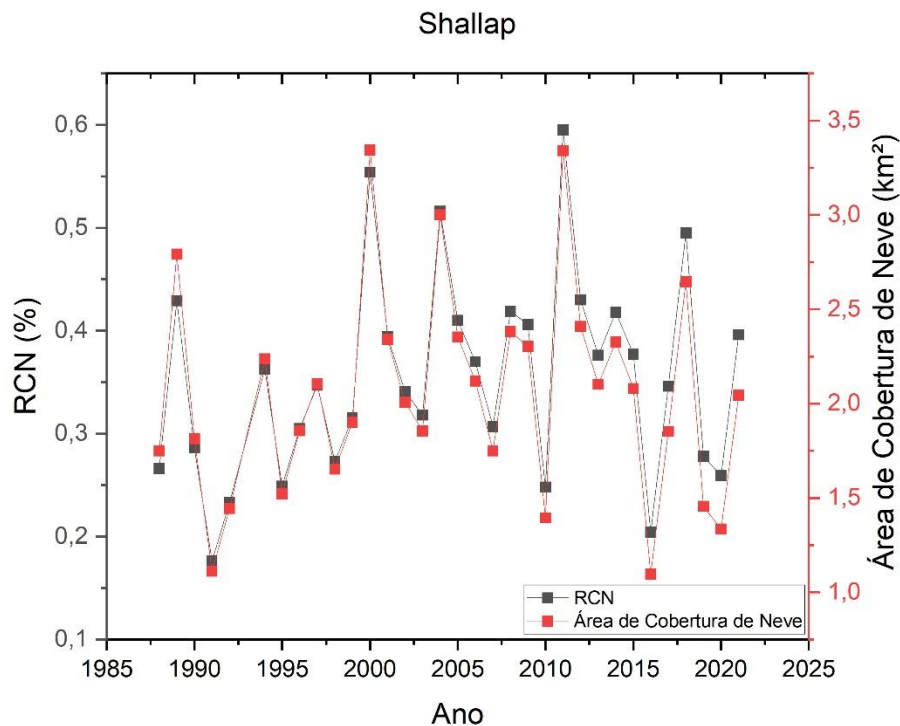 Shallap
RCN (%)
0,6
0,5
0,4
0,3
0,2
0,1
3,5
3,0
2,5
2,0
1,5
1,0
Área de Cobertura de Neve (km²)
RCN
Área de Cobertura de Neve
1985 1990 1995 2000 2005 2010 2015 2020 2025
Ano